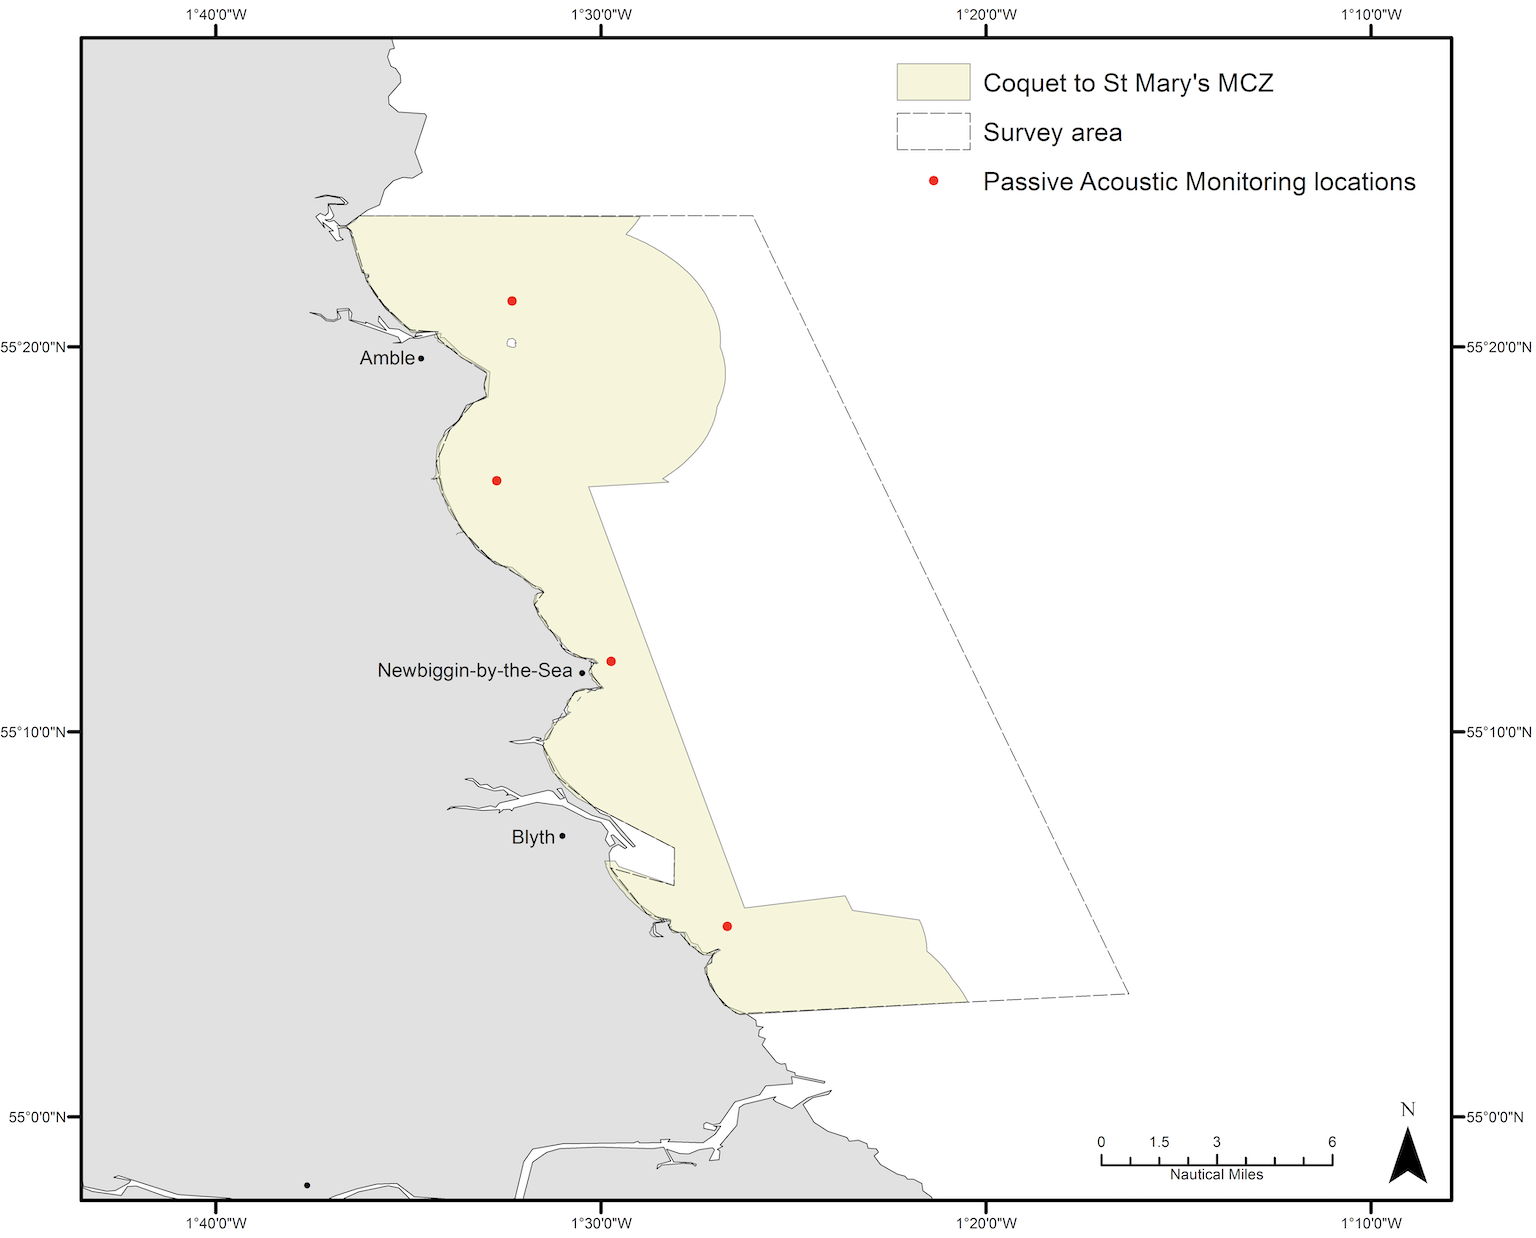 1°40'0"W 1°30'0"W 1°20'0"W 1°10'0"W
Coquet to St Mary's MCZ
Survey area
Passive Acoustic Monitoring locations
55°20'0"N 55°20'0"N
Amble
Newbiggin-by-the-Sea
55°10'0"N 55°10'0"N
Blyth
55°0'0"N 55°0'0"N
N
0 1.5 3 6
Nautical Miles
1°40'0"W 1°30'0"W 1°20'0"W 1°10'0"W